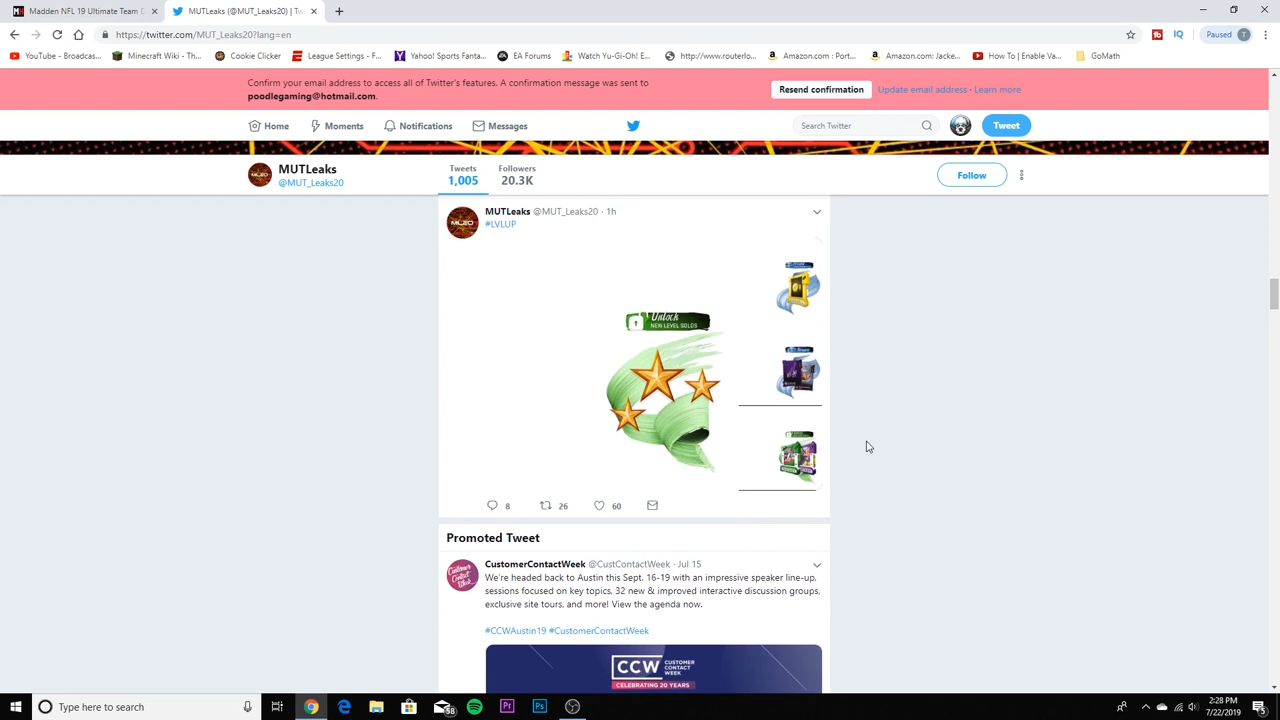 Madden NFL 19 Ultimate Team D
MUTLeaks (@MUT_Leaks20) | Tw
https://twitter.com/MUT_Leaks20?lang=en
Paused
T
YouTube - Broadcas...
Minecraft Wiki - Th...
Cookie Clicker
League Settings - F...
Yahoo! Sports Fanta...
EA Forums
Watch Yu-Gi-Oh! E...
http://www.routerlo...
Amazon.com : Port...
Amazon.com: Jacke...
How To | Enable Va...
GoMath
Confirm your email address to access all of Twitter's features. A confirmation message was sent to
poodlegaming@hotmail.com.
Resend confirmation
Update email address · Learn more
Home
Moments
Notifications
Messages
Search Twitter
Tweet
MUTLeaks
@MUT_Leaks20
Tweets
1,005
Followers
20.3K
Follow
MUTLeaks @MUT_Leaks20 · 1h
#LVLUP
Unlock
NEW LEVEL SOLOS
8
26
60
Promoted Tweet
CustomerContactWeek @CustContactWeek · Jul 15
We're headed back to Austin this Sept. 16-19 with an impressive speaker line-up,
sessions focused on key topics, 32 new & improved interactive discussion groups,
exclusive site tours, and more! View the agenda now.
#CCWAustin19 #CustomerContactWeek
CCW CUSTOMER
CONTACT
WEEK
CELEBRATING 20 YEARS
Type here to search
2:28 PM
7/22/2019